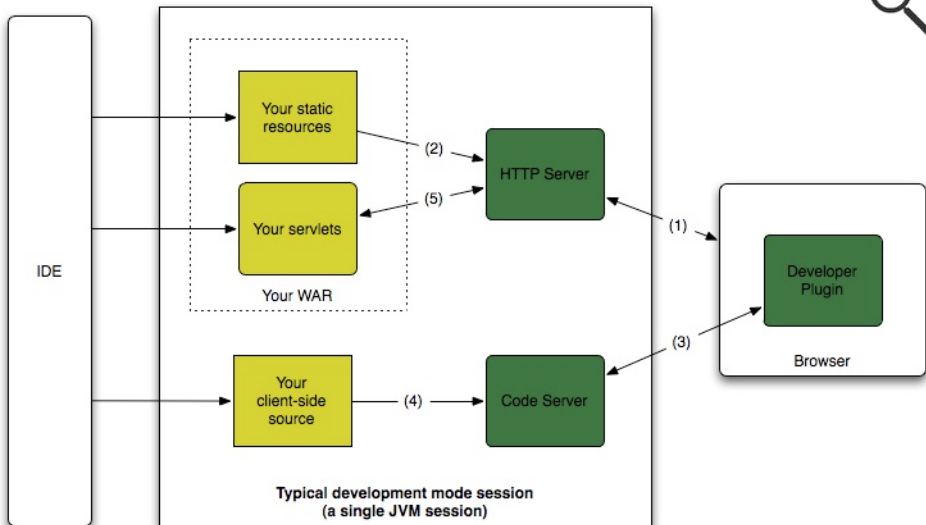 Your static
resources
(2)
HTTP Server
(5)
Your servlets
(1)
IDE
Developer
Plugin
Your WAR
(3)
Browser
Your
client-side
source
(4)
Code Server
Typical development mode session
(a single JVM session)